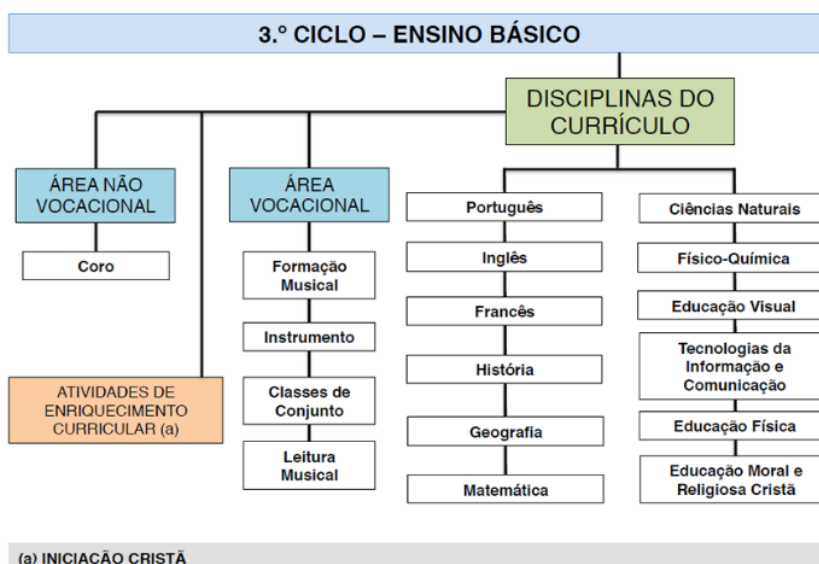 3.º CICLO – ENSINO BÁSICO
DISCIPLINAS DO
CURRÍCULO
ÁREA NÃO
VOCACIONAL
Coro
ATIVIDADES DE
ENRIQUECIMENTO
CURRICULAR (a)
ÁREA
VOCACIONAL
Formação
Musical
Instrumento
Classes de
Conjunto
Leitura
Musical
Português
Inglês
Francês
História
Geografia
Matemática
Ciências Naturais
Físico-Química
Educação Visual
Tecnologias da
Informação e
Comunicação
Educação Física
Educação Moral e
Religiosa Cristã
(a) INICIAÇÃO CRISTÃ